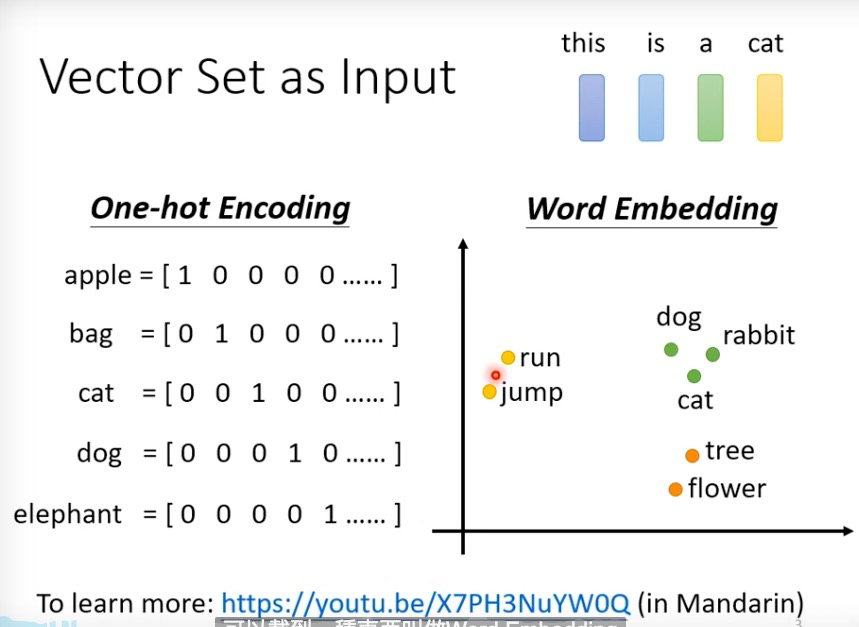 this is a cat
Vector Set as Input
One-hot Encoding
apple = [ 1 0 0 0 0 …… ]
bag = [ 0 1 0 0 0 …… ]
cat = [ 0 0 1 0 0 …… ]
dog = [ 0 0 0 1 0 …… ]
elephant = [ 0 0 0 0 1 …… ]
Word Embedding
dog
rabbit
run
jump
cat
tree
flower
To learn more: https://youtu.be/X7PH3NuYW0Q (in Mandarin)
3